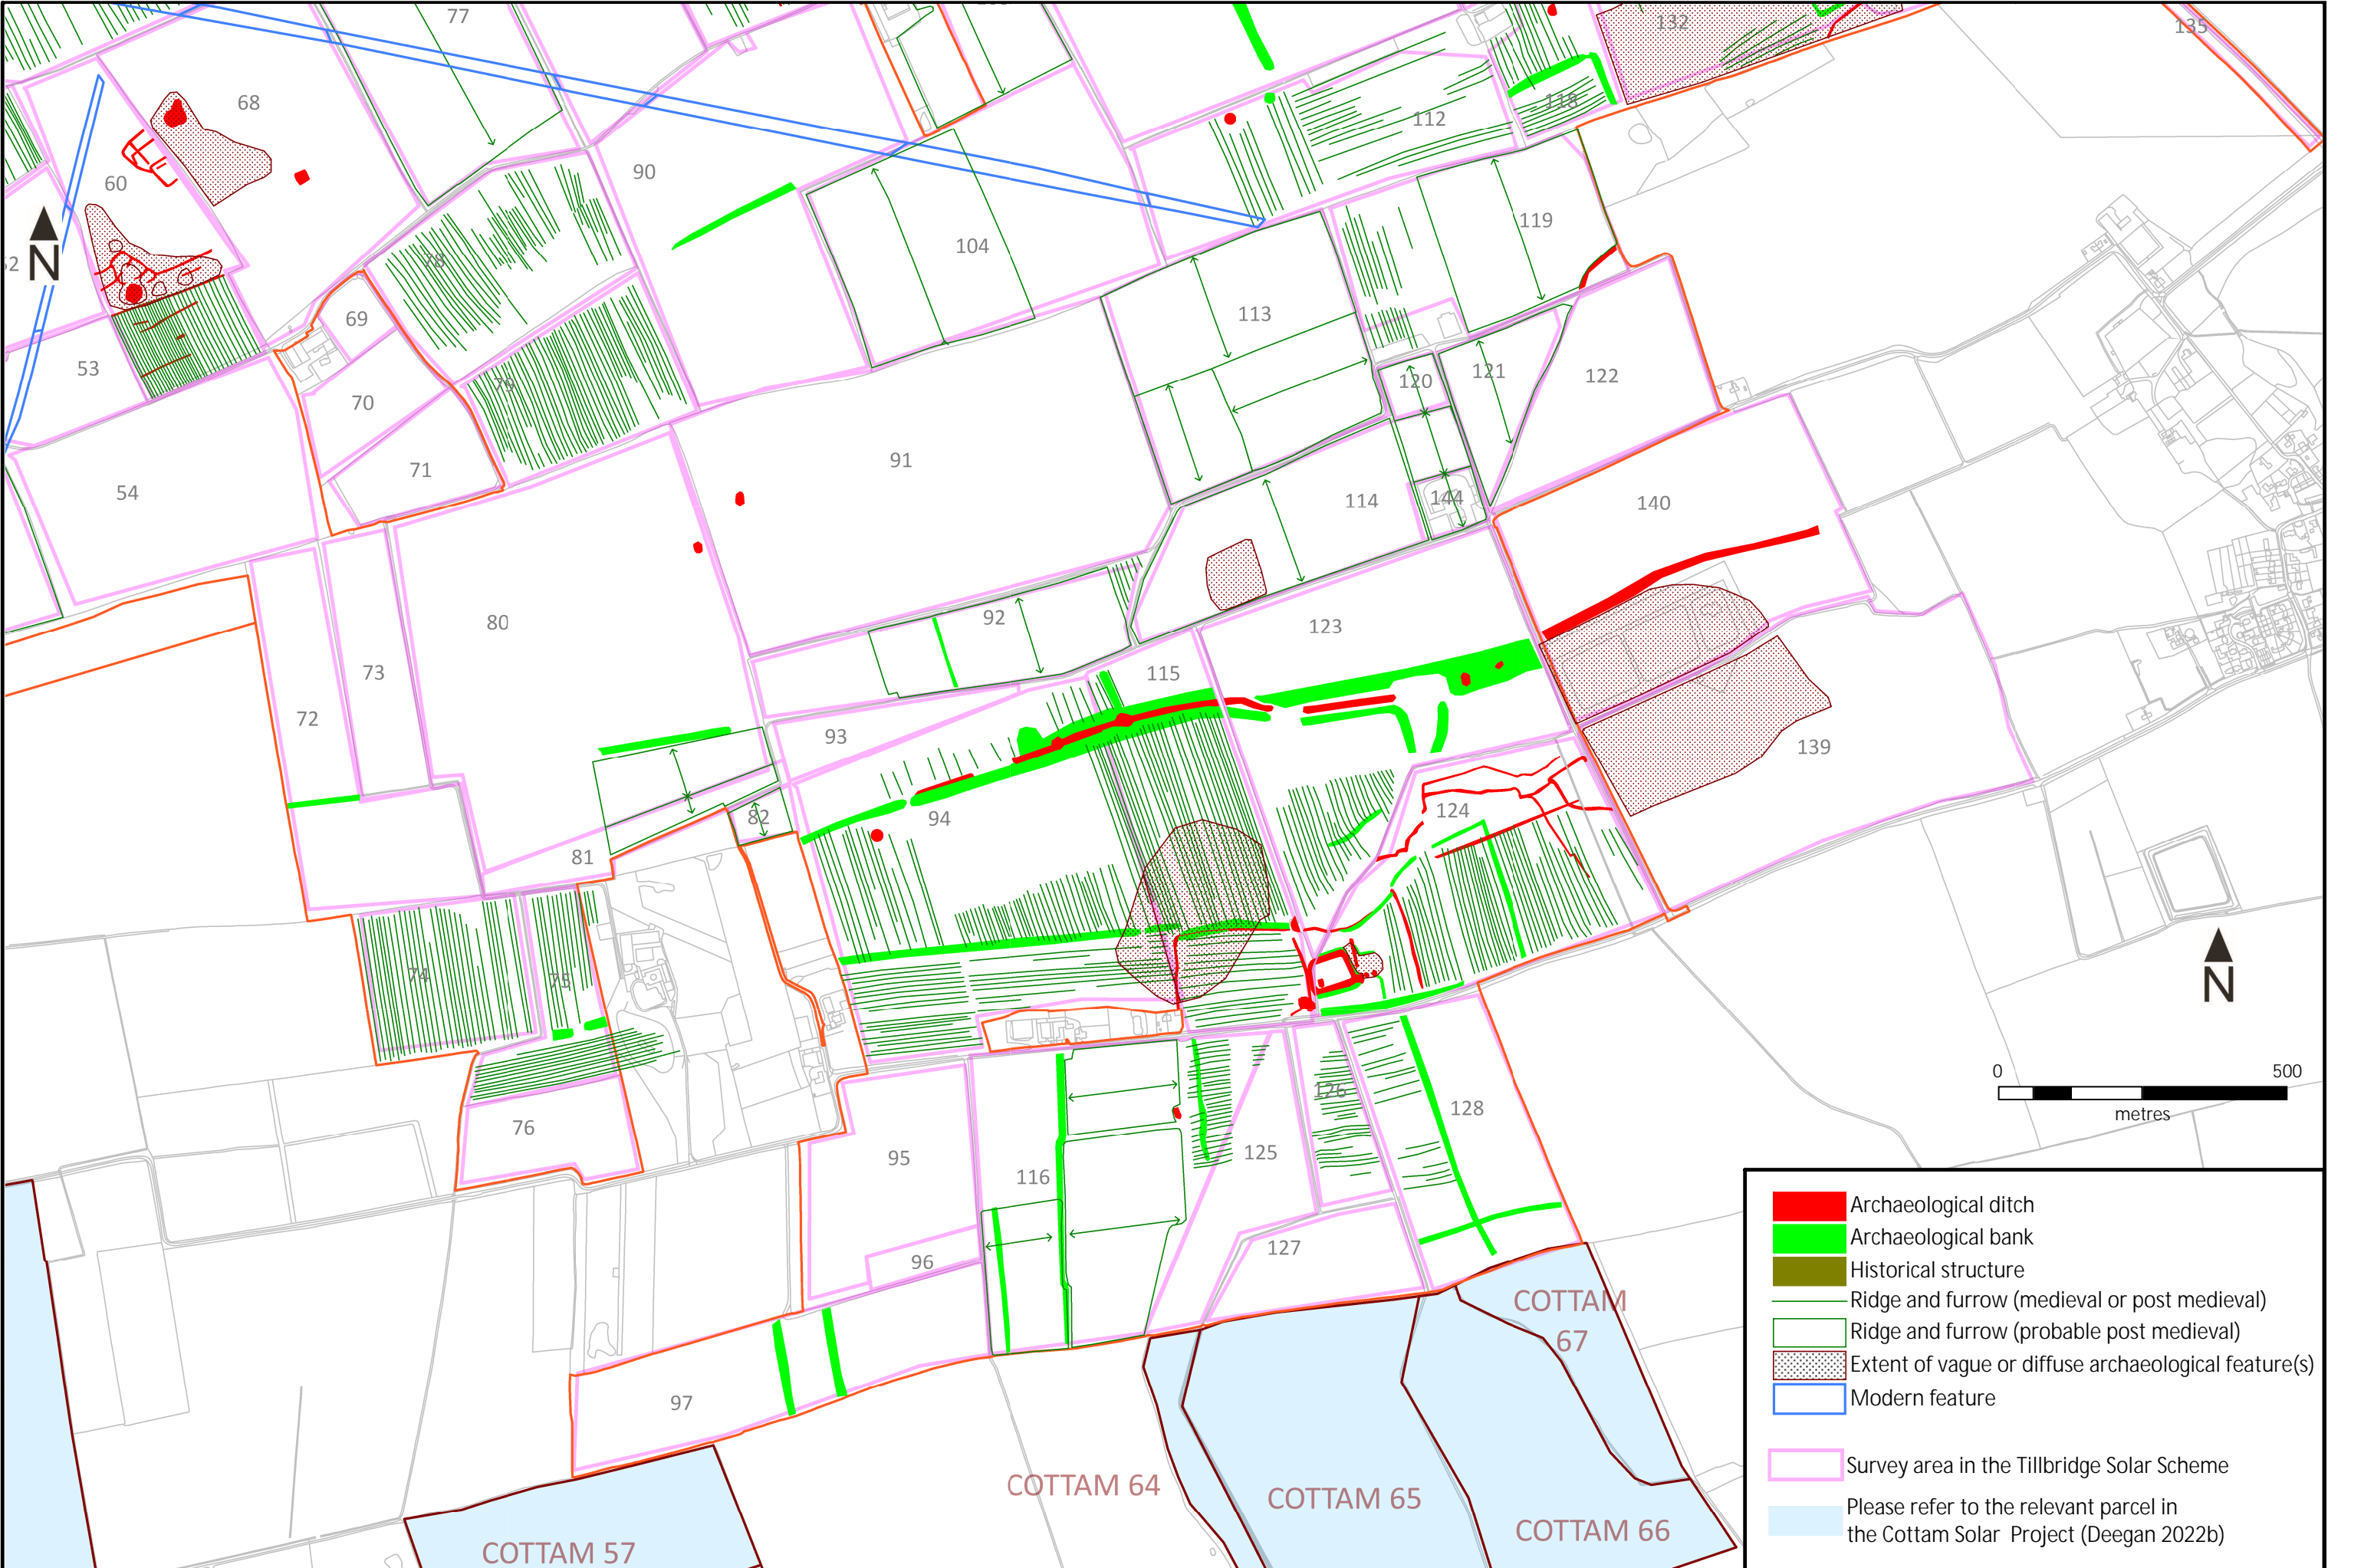 77
132
135
68
112
118
60
90
119
104
N
78
113
69
53
79
120
121
122
70
91
71
54
114
144
140
80
92
123
73
115
72
93
139
94
124
82
81
74
75
N
0 500
metres
126
128
76
95
116
125
127
96
97
COTTAM
67
COTTAM 64
COTTAM 65
COTTAM 66
COTTAM 57
Archaeological ditch
Archaeological bank
Historical structure
Ridge and furrow (medieval or post medieval)
Ridge and furrow (probable post medieval)
Extent of vague or diffuse archaeological feature(s)
Modern feature
Survey area in the Tillbridge Solar Scheme
Please refer to the relevant parcel in
the Cottam Solar Project (Deegan 2022b)